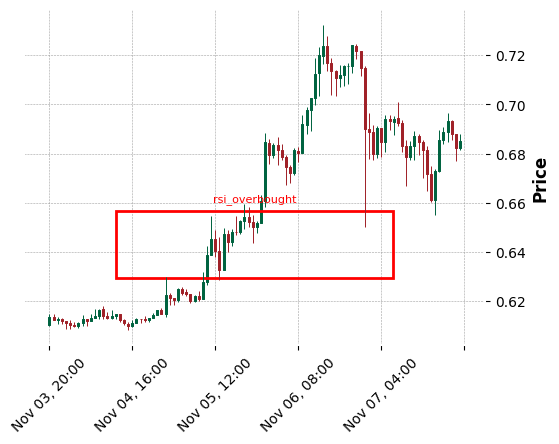 0.72
0.70
0.68
rsi_overbought
0.66
0.64
0.62
Price
Nov 03, 20:00
Nov 04, 16:00
Nov 05, 12:00
Nov 06, 08:00
Nov 07, 04:00